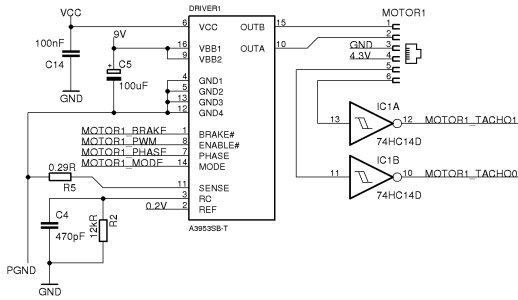 DRIVER1
VCC
6
VCC
OUTB
15
MOTOR1
1
100nF
C14
9V
16
VBB1
OUTA
10
2
9
VBB2
GND
3
4.3V
4
5
6
+
C5
100uF
GND
4
GND1
5
GND2
13
GND3
12
GND4
IC1A
13
12
MOTOR1_TACHO1
74HC14D
MOTOR1_BRAKE
1
BRAKE#
MOTOR1_PWM
8
ENABLE#
MOTOR1_PHASE
7
PHASE
MOTOR1_MODE
14
MODE
IC1B
11
10
MOTOR1_TACHO0
74HC14D
0.29R
R5
11
SENSE
3
RC
0.2V
2
REF
A3953SB-T
C4
470pF
12kR
R2
PGND
GND